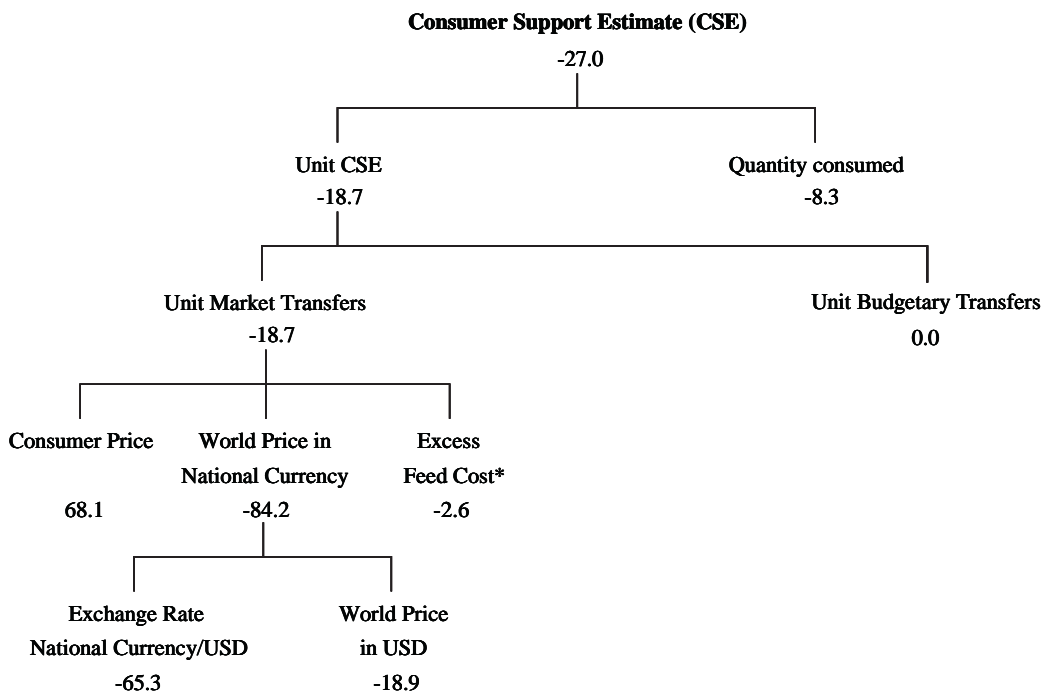 Consumer Support Estimate (CSE)
-27.0
Unit CSE
-18.7
Quantity consumed
-8.3
Unit Market Transfers
-18.7
Unit Budgetary Transfers
0.0
Consumer Price
68.1
World Price in
National Currency
-84.2
Excess
Feed Cost*
-2.6
Exchange Rate
National Currency/USD
-65.3
World Price
in USD
-18.9